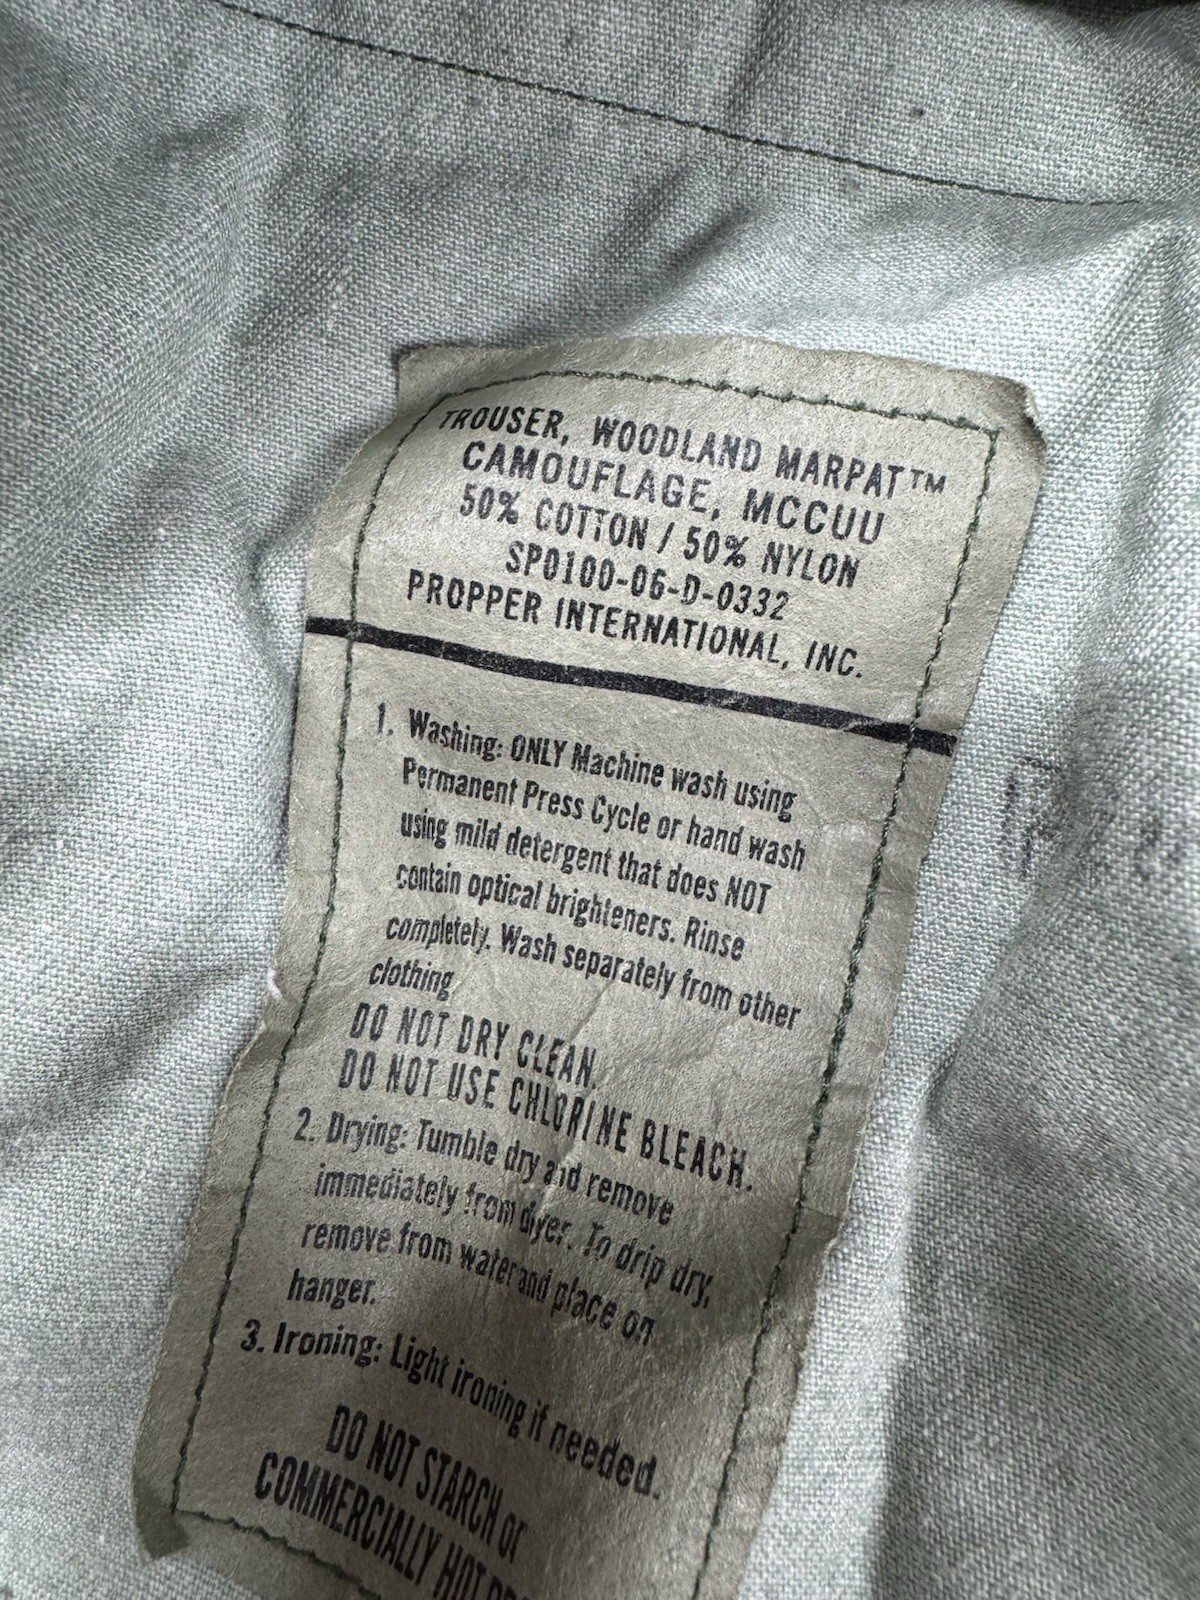 TROUSER, WOODLAND MARPAT™
CAMOUFLAGE, MCCUU
50% COTTON / 50% NYLON
SP0100-06-D-0332
PROPPER INTERNATIONAL, INC.
1. Washing: ONLY Machine wash using
Permanent Press Cycle or hand wash
using mild detergent that does NOT
contain optical brighteners. Rinse
completely. Wash separately from other
clothing
DO NOT DRY CLEAN.
DO NOT USE CHLORINE BLEACH.
2. Drying: Tumble dry and remove
immediately from dryer. To drip dry,
remove from water and place on
hanger.
3. Ironing: Light ironing if needed.
DO NOT STARCH or
COMMERCIALLY HOT